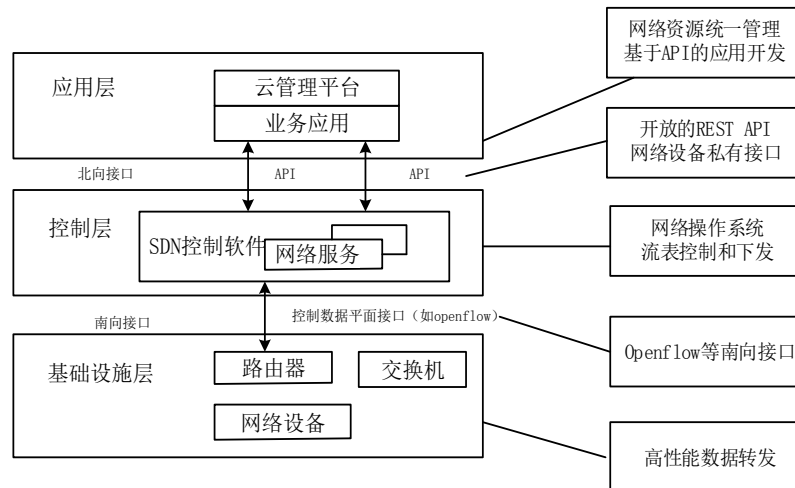 网络资源统一管理
基于API的应用开发
应用层
云管理平台
业务应用
开放的REST API
网络设备私有接口
北向接口
API
API
控制层
SDN控制软件
网络服务
网络操作系统
流表控制和下发
南向接口
控制数据平面接口（如openflow）
Openflow等南向接口
基础设施层
路由器
交换机
网络设备
高性能数据转发